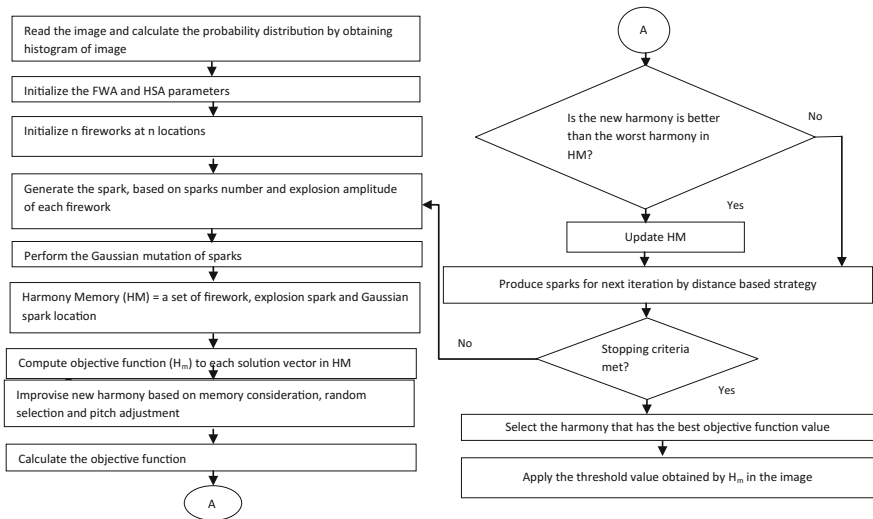 Read the image and calculate the probability distribution by obtaining
histogram of image
Initialize the FWA and HSA parameters
Initialize n fireworks at n locations
Generate the spark, based on sparks number and explosion amplitude
of each firework
Perform the Gaussian mutation of sparks
Harmony Memory (HM) = a set of firework, explosion spark and Gaussian
spark location
Compute objective function (Hm) to each solution vector in HM
Improvise new harmony based on memory consideration, random
selection and pitch adjustment
Calculate the objective function
A
A
Is the new harmony is better
than the worst harmony in
HM?
No
Yes
Update HM
Produce sparks for next iteration by distance based strategy
No
Stopping criteria
met?
Yes
Select the harmony that has the best objective function value
Apply the threshold value obtained by Hm in the image